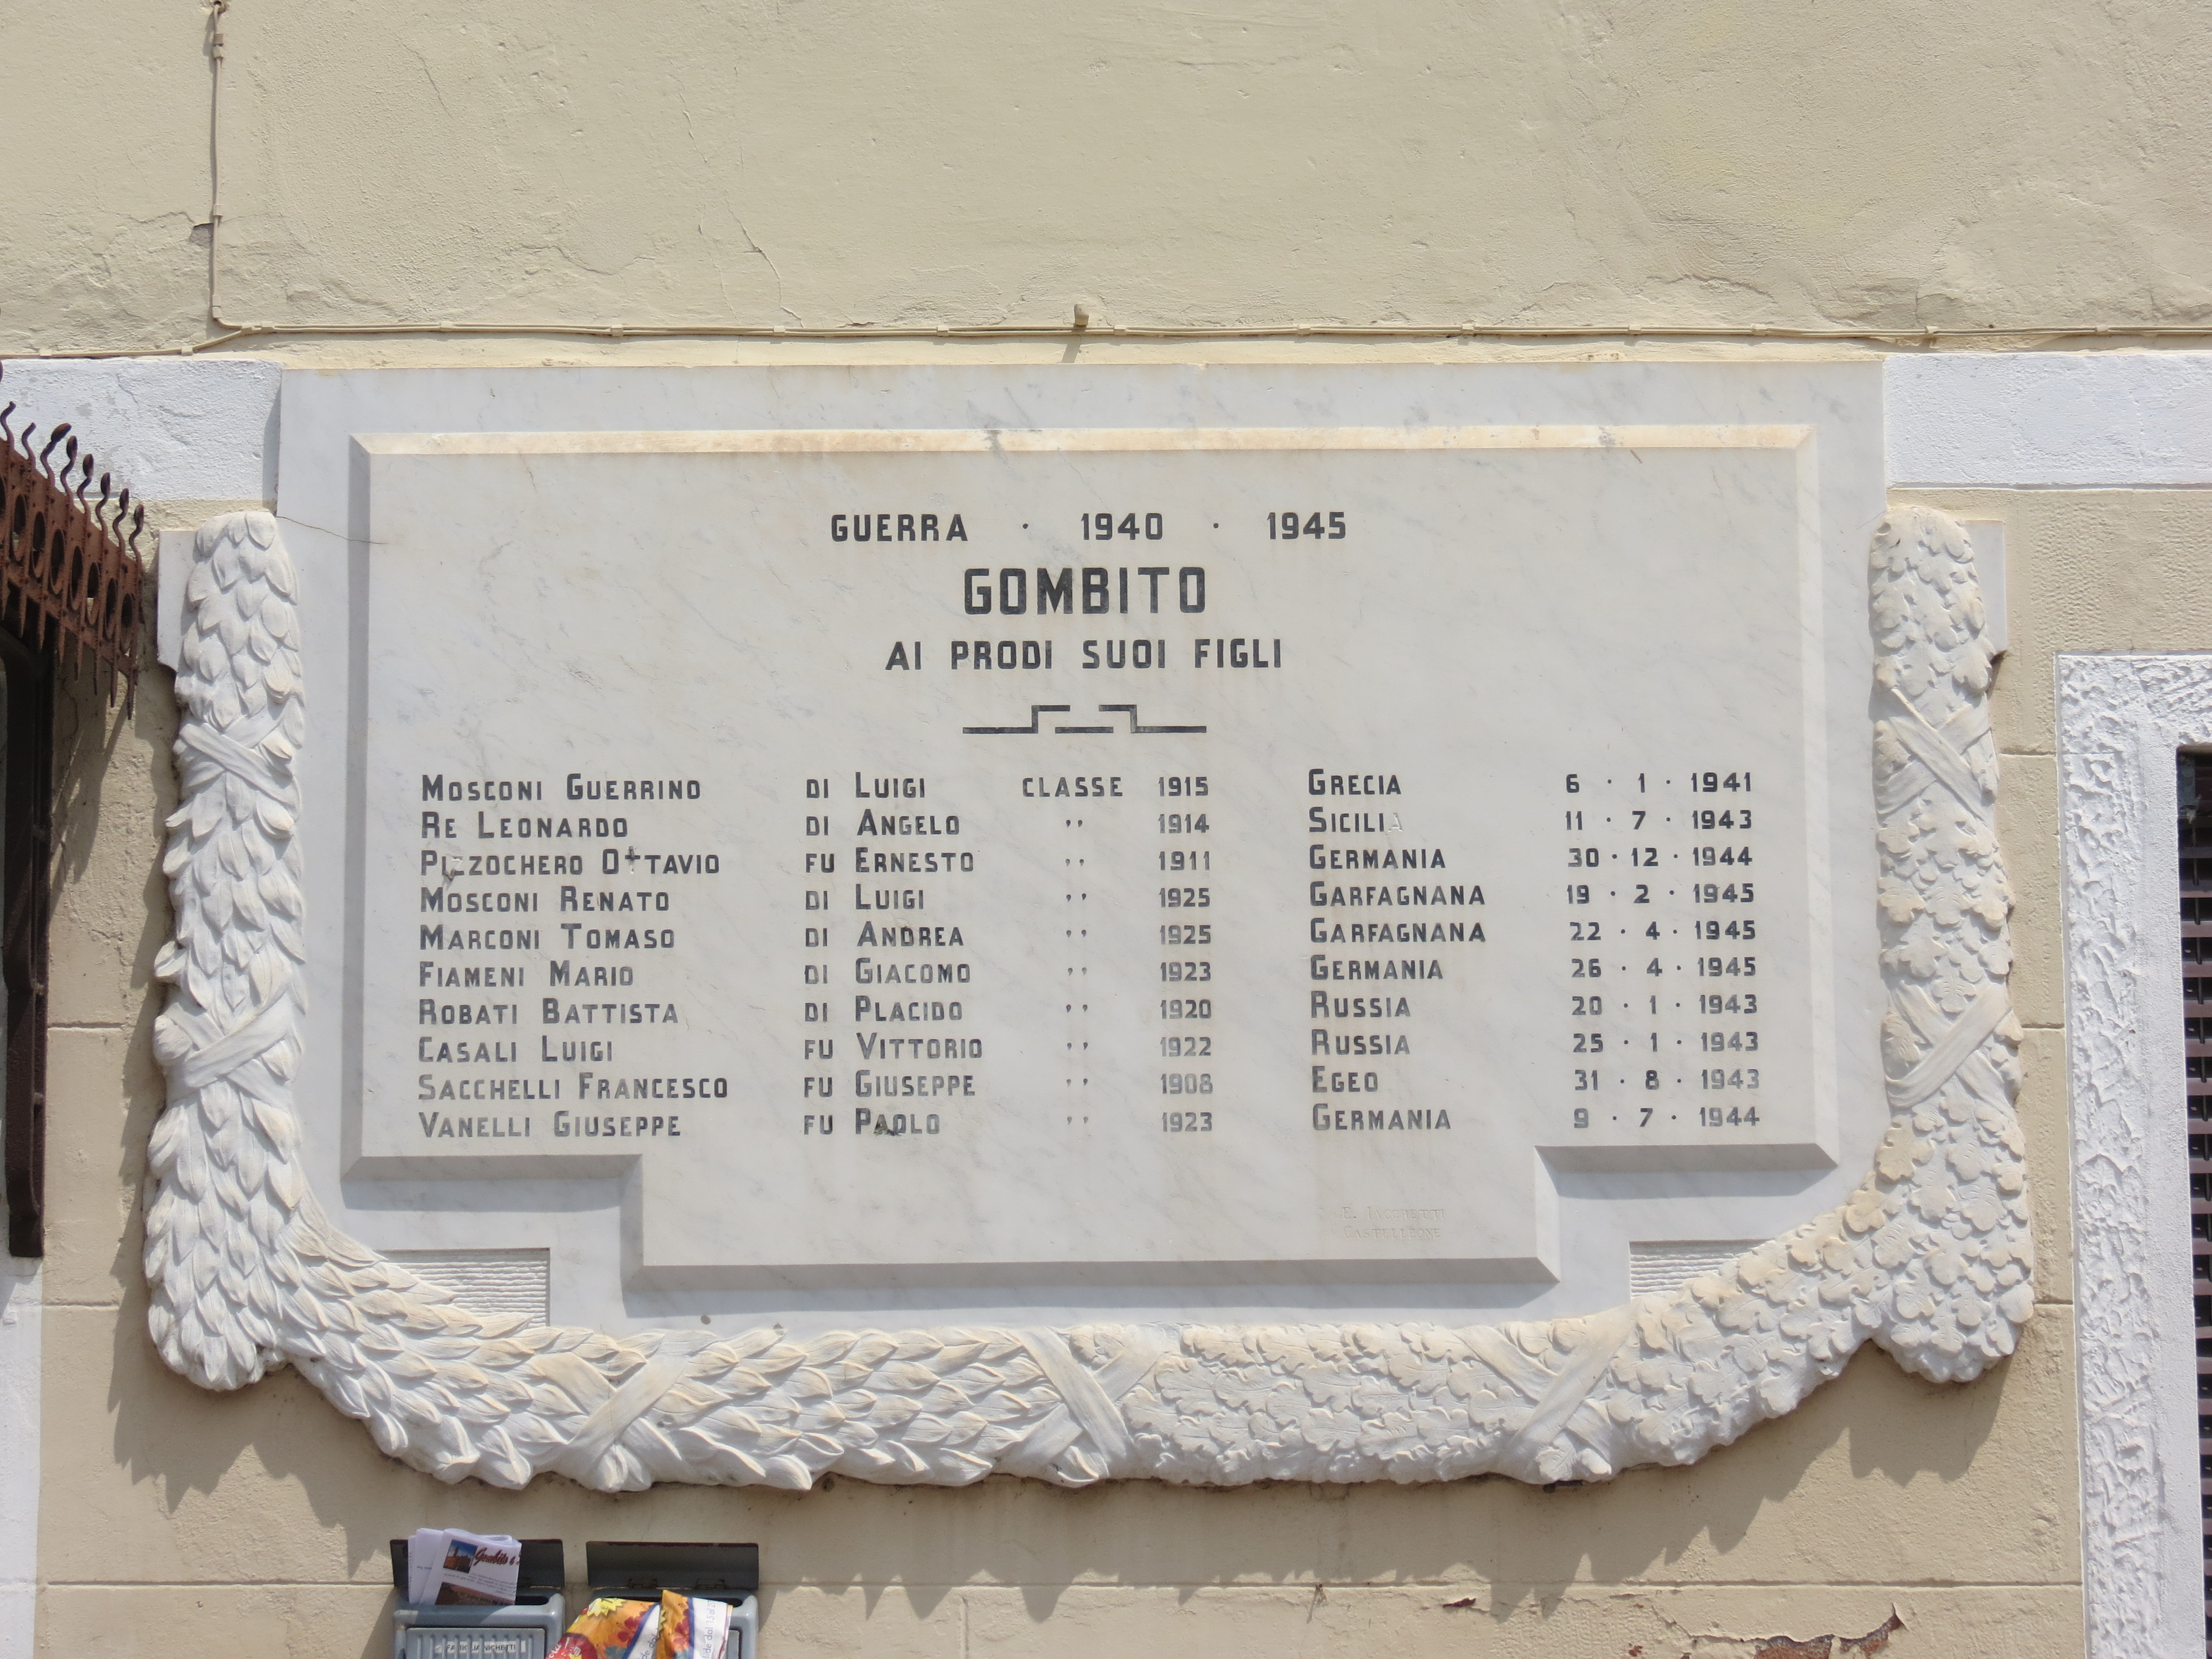 GUERRA · 1940 · 1945
GOMBITO
AI PRODI SUOI FIGLI
MOSCONI GUERRINO DI LUIGI CLASSE 1915 GRECIA 6 · 1 · 1941
RE LEONARDO DI ANGELO " 1914 SICILIA 11 · 7 · 1943
PIZZOCHERO OTTAVIO FU ERNESTO " 1911 GERMANIA 30 · 12 · 1944
MOSCONI RENATO DI LUIGI " 1925 GARFAGNANA 19 · 2 · 1945
MARCONI TOMASO DI ANDREA " 1925 GARFAGNANA 22 · 4 · 1945
FIAMENI MARIO DI GIACOMO " 1923 GERMANIA 26 · 4 · 1945
ROBATI BATTISTA DI PLACIDO " 1920 RUSSIA 20 · 1 · 1943
CASALI LUIGI FU VITTORIO " 1922 RUSSIA 25 · 1 · 1943
SACCHELLI FRANCESCO FU GIUSEPPE " 1908 EGEO 31 · 8 · 1943
VANELLI GIUSEPPE FU PAOLO " 1923 GERMANIA 9 · 7 · 1944
CASTELLEONE
Gombito